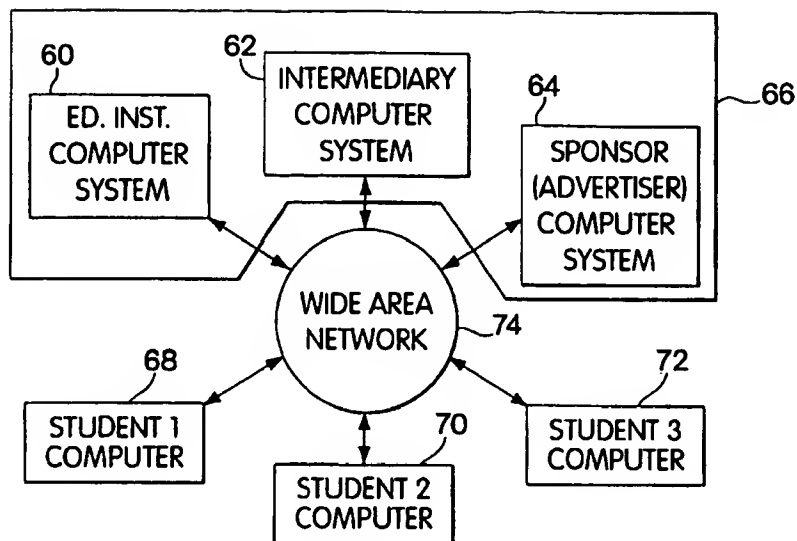 60
ED. INST.
COMPUTER
SYSTEM
62
INTERMEDIARY
COMPUTER
SYSTEM
64
SPONSOR
(ADVERTISER)
COMPUTER
SYSTEM
66
WIDE AREA
NETWORK
74
68
STUDENT 1
COMPUTER
70
STUDENT 2
COMPUTER
72
STUDENT 3
COMPUTER